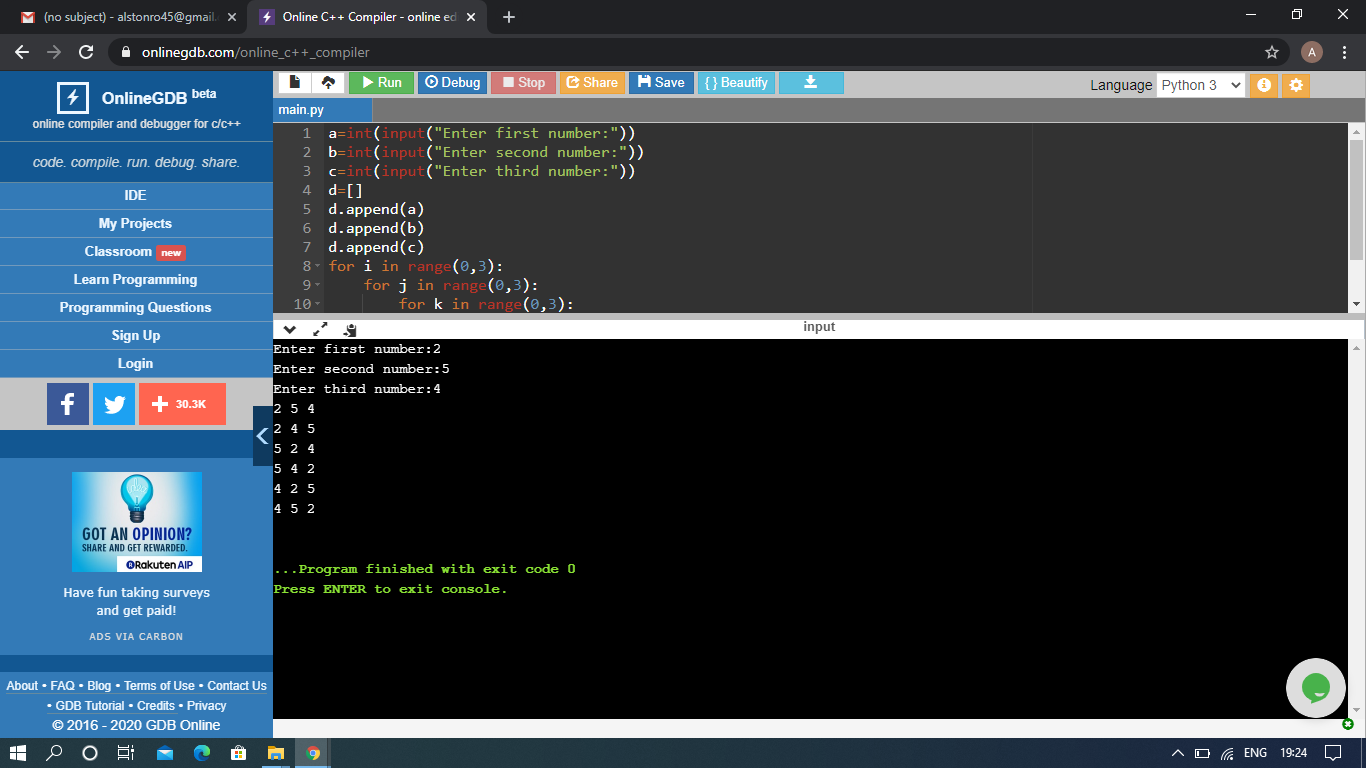 (no subject) - alstonro45@gmail.
Online C++ Compiler - online ed
onlinegdb.com/online_c++_compiler
A
OnlineGDB beta
online compiler and debugger for c/c++
code. compile. run. debug. share.
IDE
My Projects
Classroom new
Learn Programming
Programming Questions
Sign Up
Login
f
30.3K
GOT AN OPINION?
SHARE AND GET REWARDED.
Rakuten AIP
Have fun taking surveys
and get paid!
ADS VIA CARBON
About • FAQ • Blog • Terms of Use • Contact Us
• GDB Tutorial • Credits • Privacy
© 2016 - 2020 GDB Online
Run Debug Stop Share Save { } Beautify
Language Python 3
main.py
1 a=int(input("Enter first number:"))
2 b=int(input("Enter second number:"))
3 c=int(input("Enter third number:"))
4 d=[]
5 d.append(a)
6 d.append(b)
7 d.append(c)
8 for i in range(0,3):
9 for j in range(0,3):
10 for k in range(0,3):
input
Enter first number:2
Enter second number:5
Enter third number:4
2 5 4
2 4 5
5 2 4
5 4 2
4 2 5
4 5 2
...Program finished with exit code 0
Press ENTER to exit console.
ENG 19:24